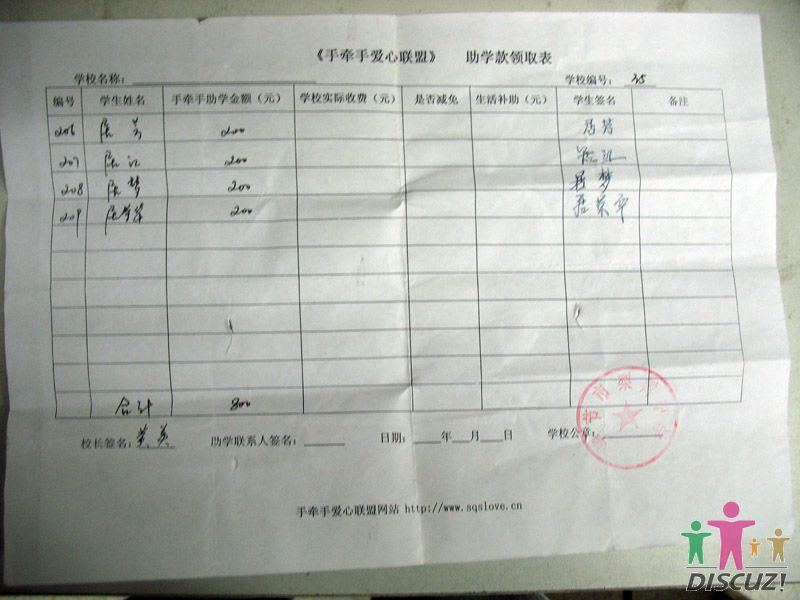 《手牵手爱心联盟》 助学款领取表
学校名称： 学校编号： 35
编号 学生姓名 手牵手助学金额（元） 学校实际收费（元） 是否减免 生活补助（元） 学生签名 备注
206 200
207 200
208 梦 200 梦
209 200
合计 800
校长签名： 助学联系人签名： 日期： 年 月 日 学校公章：
手牵手爱心联盟网站 http://www.sqslove.cn
DISCUZ!